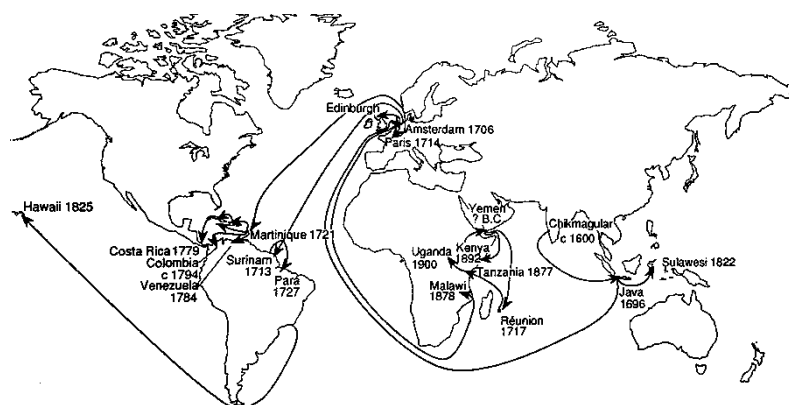 Edinburgh
Amsterdam 1706
Paris 1714
Hawaii 1825
Martinique 1721
Costa Rica 1779
Colombia
c 1794
Venezuela
1784
Surinam
1713
Pará
1727
Yemen
? B.C
Kenya
1892
Uganda
1900
Tanzania 1877
Malawi
1878
Réunion
1717
Chikmagular
c 1600
Sulawesi 1822
Java
1696